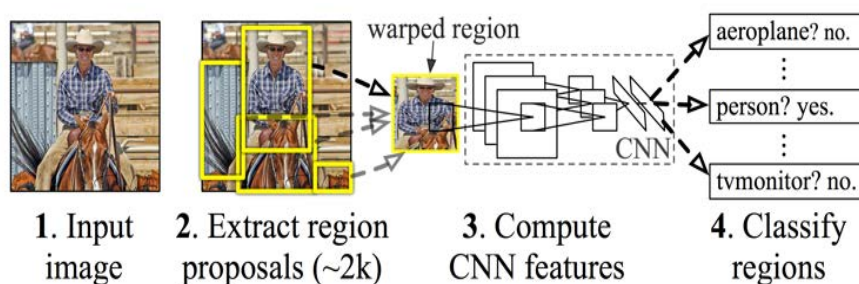 warped region
aeroplane? no.
person? yes.
CNN
tvmonitor? no.
1. Input
image
2. Extract region
proposals (~2k)
3. Compute
CNN features
4. Classify
regions